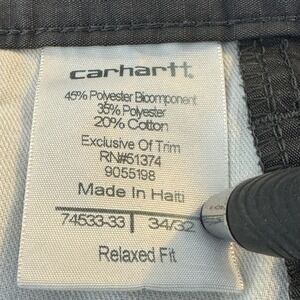 carhartt
45% Polyester Bicomponent
35% Polyester
20% Cotton
Exclusive Of Trim
RN#51374
9055198
Made In Haiti
74533-33 34/32
Relaxed Fit